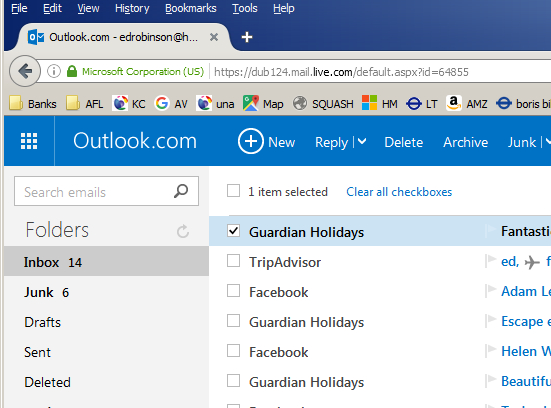 File Edit View History Bookmarks Tools Help
Outlook.com - edrobinson@h...
Microsoft Corporation (US) https://dub124.mail.live.com/default.aspx?id=64855
Banks AFL KC AV una Map SQUASH HM LT AMZ boris bi
Outlook.com New Reply Delete Archive Junk
Search emails 1 item selected Clear all checkboxes
Folders
Guardian Holidays Fantasti
Inbox 14 TripAdvisor ed, f
Junk 6 Facebook Adam Le
Drafts Guardian Holidays Escape e
Sent Facebook Helen W
Deleted Guardian Holidays Beautifu